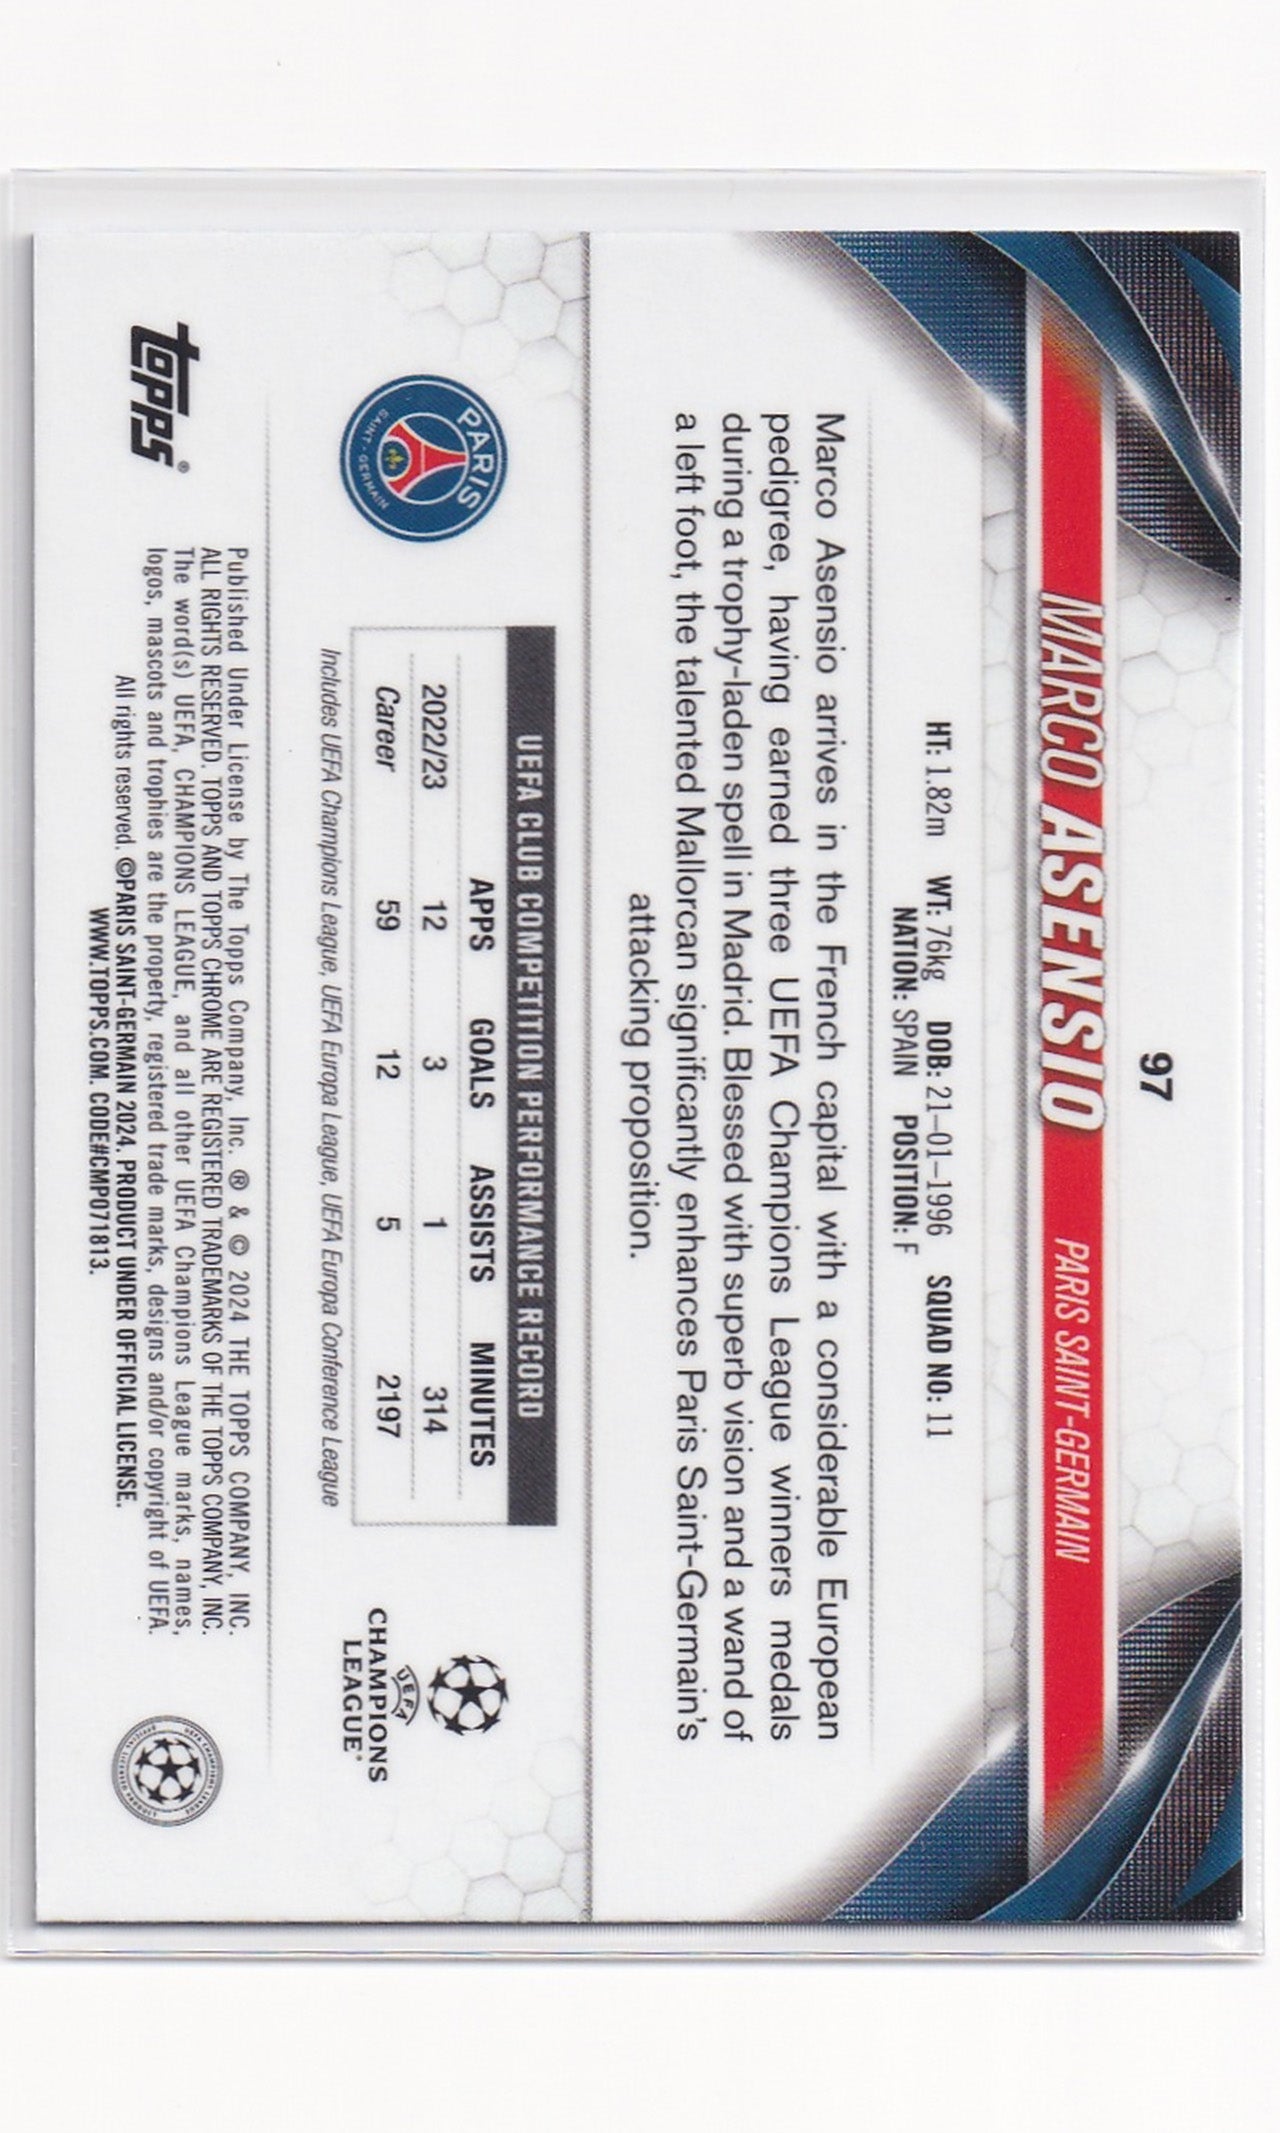 97
MARCO ASENSIO PARIS SAINT-GERMAIN
HT: 1.82m WT: 76kg DOB: 21-01-1996 SQUAD NO: 11
NATION: SPAIN POSITION: F
Marco Asensio arrives in the French capital with a considerable European
pedigree, having earned three UEFA Champions League winners medals
during a trophy-laden spell in Madrid. Blessed with superb vision and a wand of
a left foot, the talented Mallorcan significantly enhances Paris Saint-Germain's
attacking proposition.
PARIS
SAINT-GERMAIN
UEFA CLUB COMPETITION PERFORMANCE RECORD
APPS GOALS ASSISTS MINUTES
2022/23 12 3 1 314
Career 59 12 5 2197
Includes UEFA Champions League, UEFA Europa League, UEFA Europa Conference League
UEFA
CHAMPIONS
LEAGUE®
topps®
Published Under License by The Topps Company, Inc. ® & © 2024 THE TOPPS COMPANY, INC.
ALL RIGHTS RESERVED. TOPPS AND TOPPS CHROME ARE REGISTERED TRADEMARKS OF THE TOPPS COMPANY, INC.
The word(s) UEFA, CHAMPIONS LEAGUE, and all other UEFA Champions League marks, names,
logos, mascots and trophies are the property, registered trade marks, designs and/or copyright of UEFA.
All rights reserved. ©PARIS SAINT-GERMAIN 2024. PRODUCT UNDER OFFICIAL LICENSE.
WWW.TOPPS.COM. CODE#CMP071813.
UEFA CHAMPIONS LEAGUE
OFFICIAL LICENSED PRODUCT